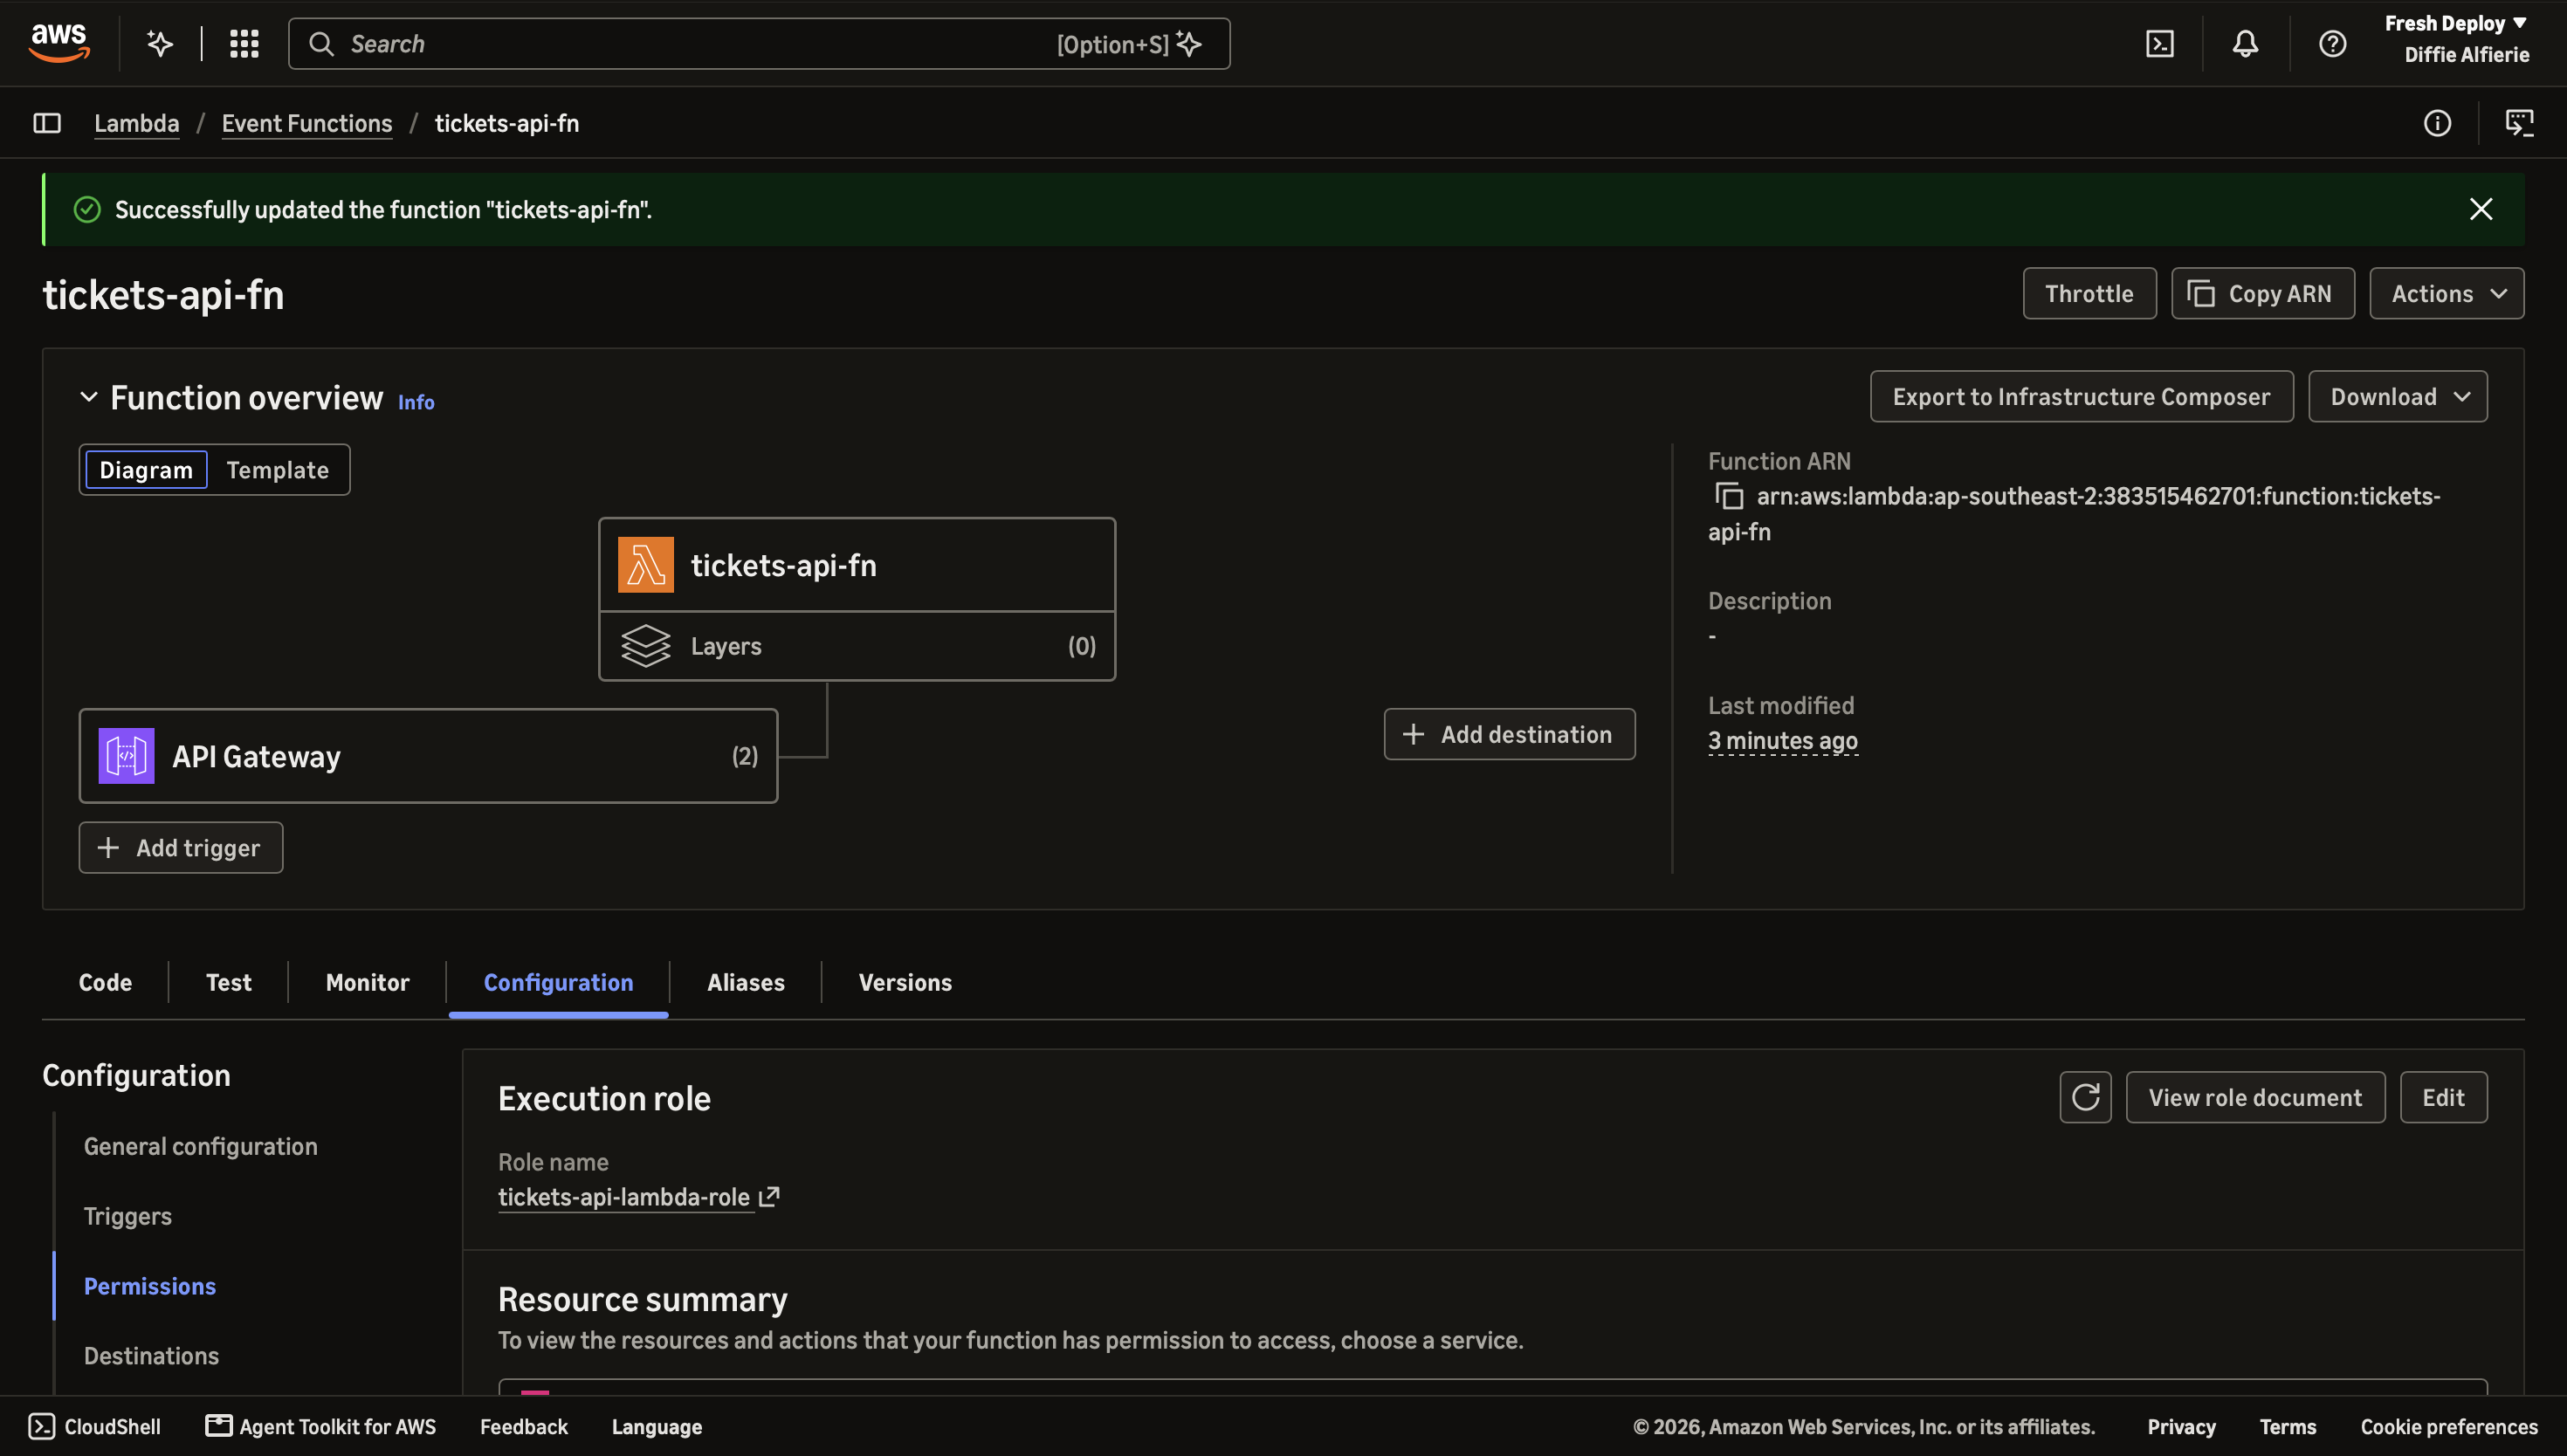 aws
Search [Option+S]
Fresh Deploy
Diffie Alfierie
Lambda / Event Functions / tickets-api-fn
Successfully updated the function "tickets-api-fn".
tickets-api-fn
Throttle
Copy ARN
Actions
Function overview Info
Export to Infrastructure Composer
Download
Diagram
Template
tickets-api-fn
Layers (0)
API Gateway (2)
Add destination
Add trigger
Function ARN
arn:aws:lambda:ap-southeast-2:383515462701:function:tickets-
api-fn
Description
-
Last modified
3 minutes ago
Code
Test
Monitor
Configuration
Aliases
Versions
Configuration
General configuration
Triggers
Permissions
Destinations
Execution role
View role document
Edit
Role name
tickets-api-lambda-role
Resource summary
To view the resources and actions that your function has permission to access, choose a service.
CloudShell
Agent Toolkit for AWS
Feedback
Language
© 2026, Amazon Web Services, Inc. or its affiliates.
Privacy
Terms
Cookie preferences